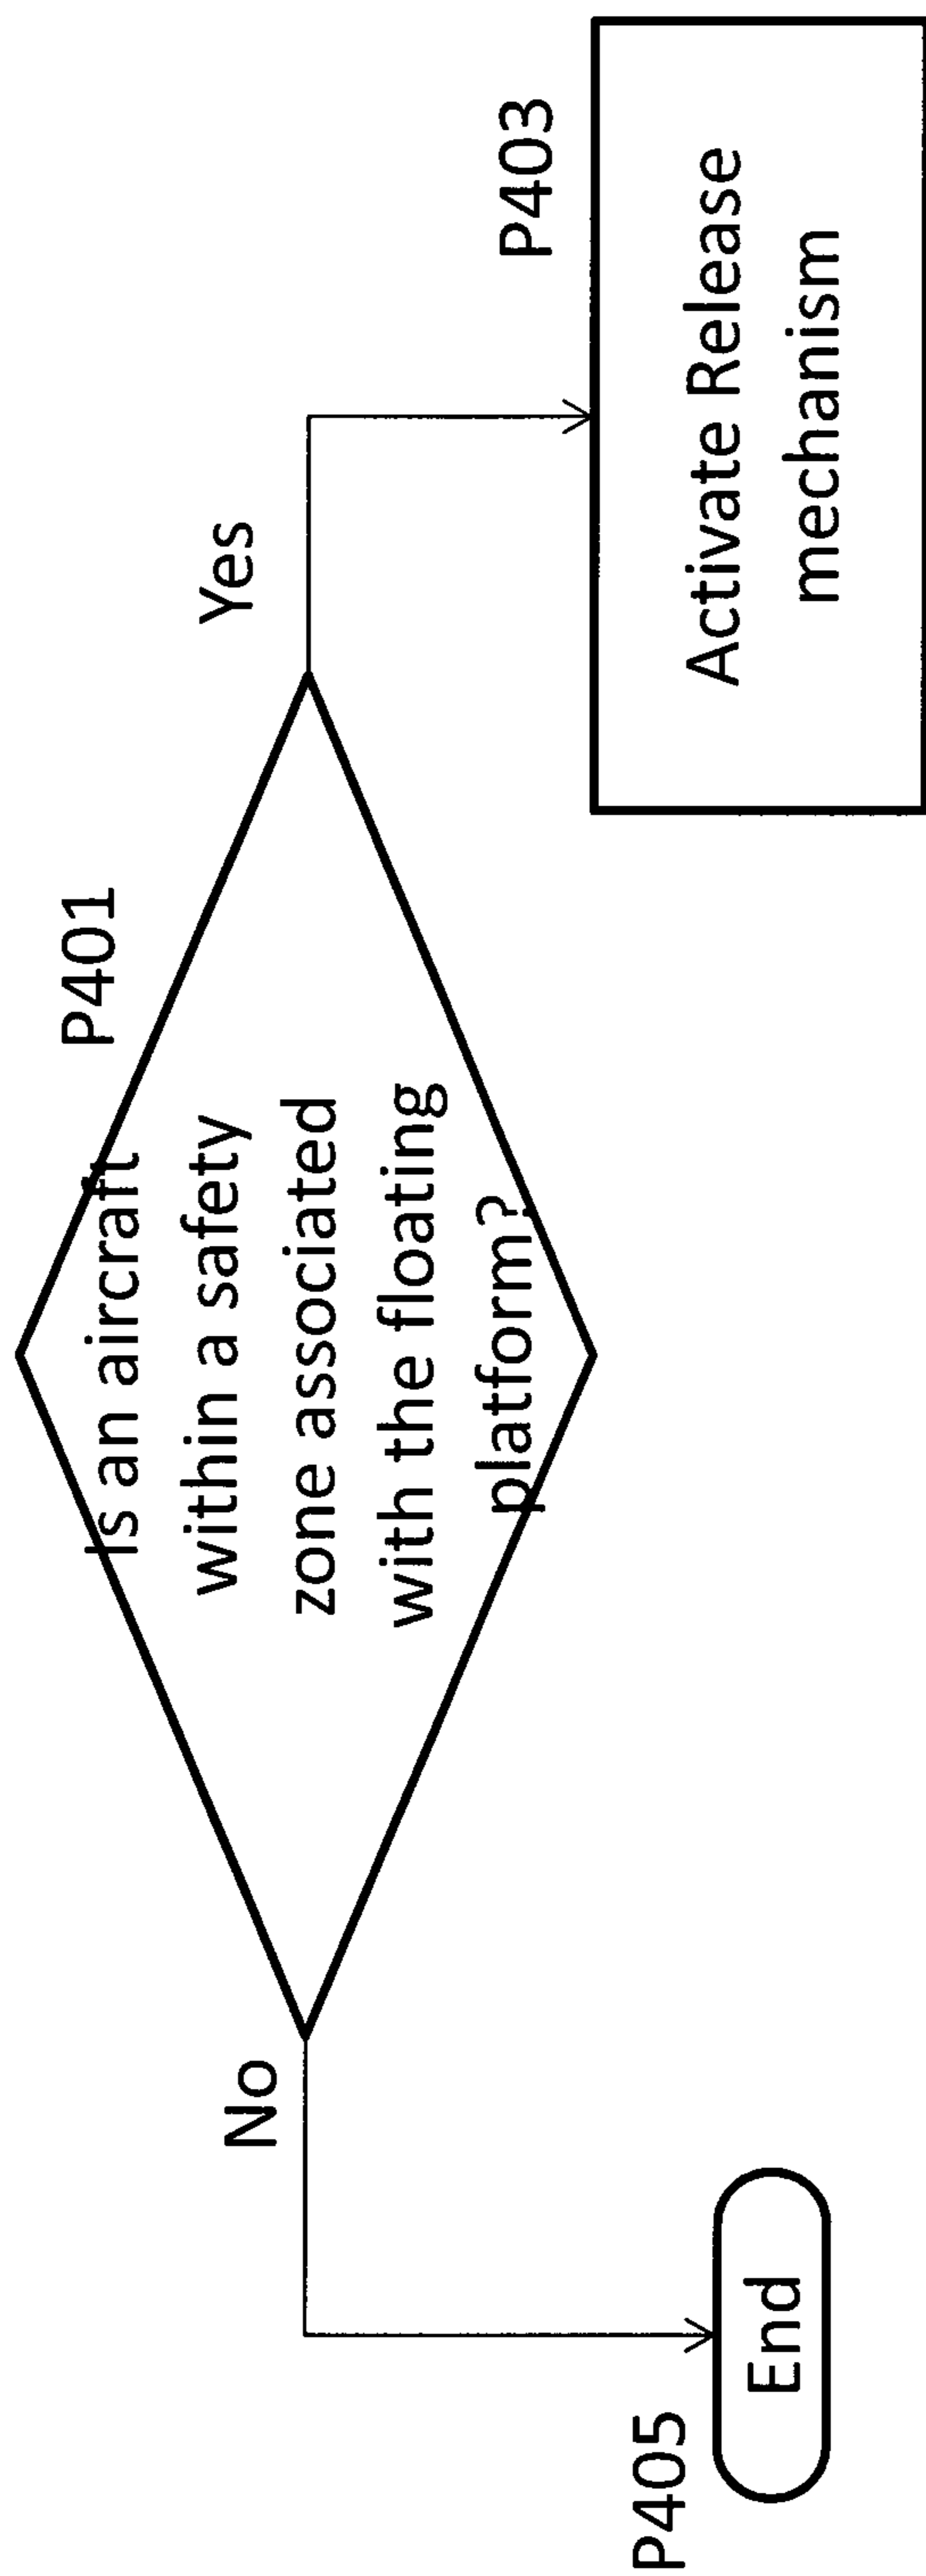 P401
Is an aircraft
within a safety
zone associated
with the floating
platform?
No
Yes
P405
End
P403
Activate Release
mechanism